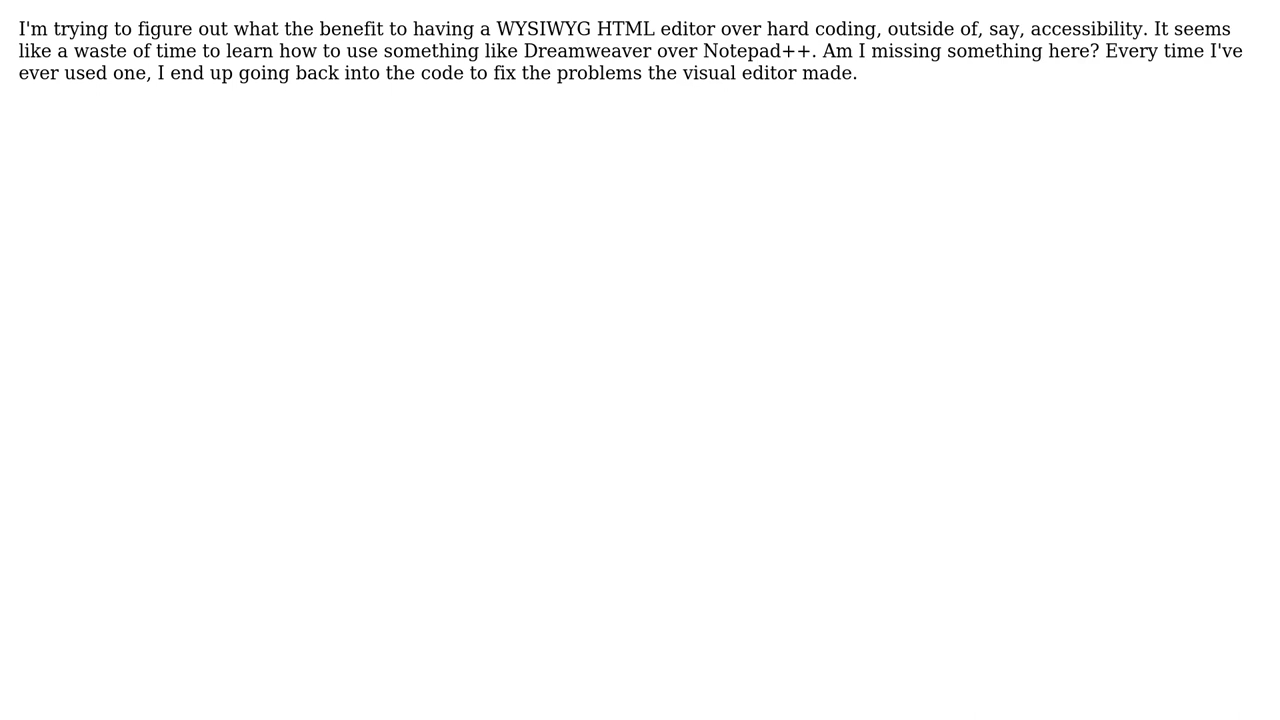 I'm trying to figure out what the benefit to having a WYSIWYG HTML editor over hard coding, outside of, say, accessibility. It seems
like a waste of time to learn how to use something like Dreamweaver over Notepad++. Am I missing something here? Every time I've
ever used one, I end up going back into the code to fix the problems the visual editor made.